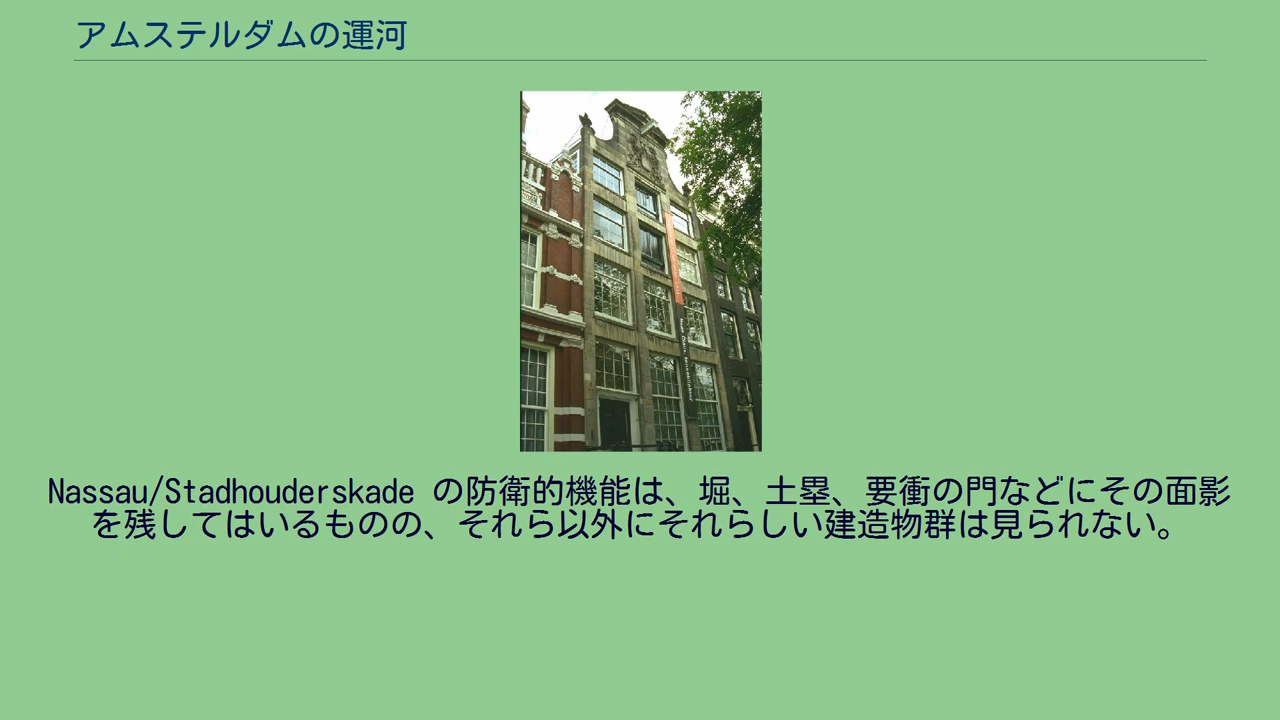 アムステルダムの運河
Nassau/Stadhouderskade の防衛的機能は、堀、土塁、要衝の門などにその面影
を残してはいるものの、それら以外にそれらしい建造物群は見られない。